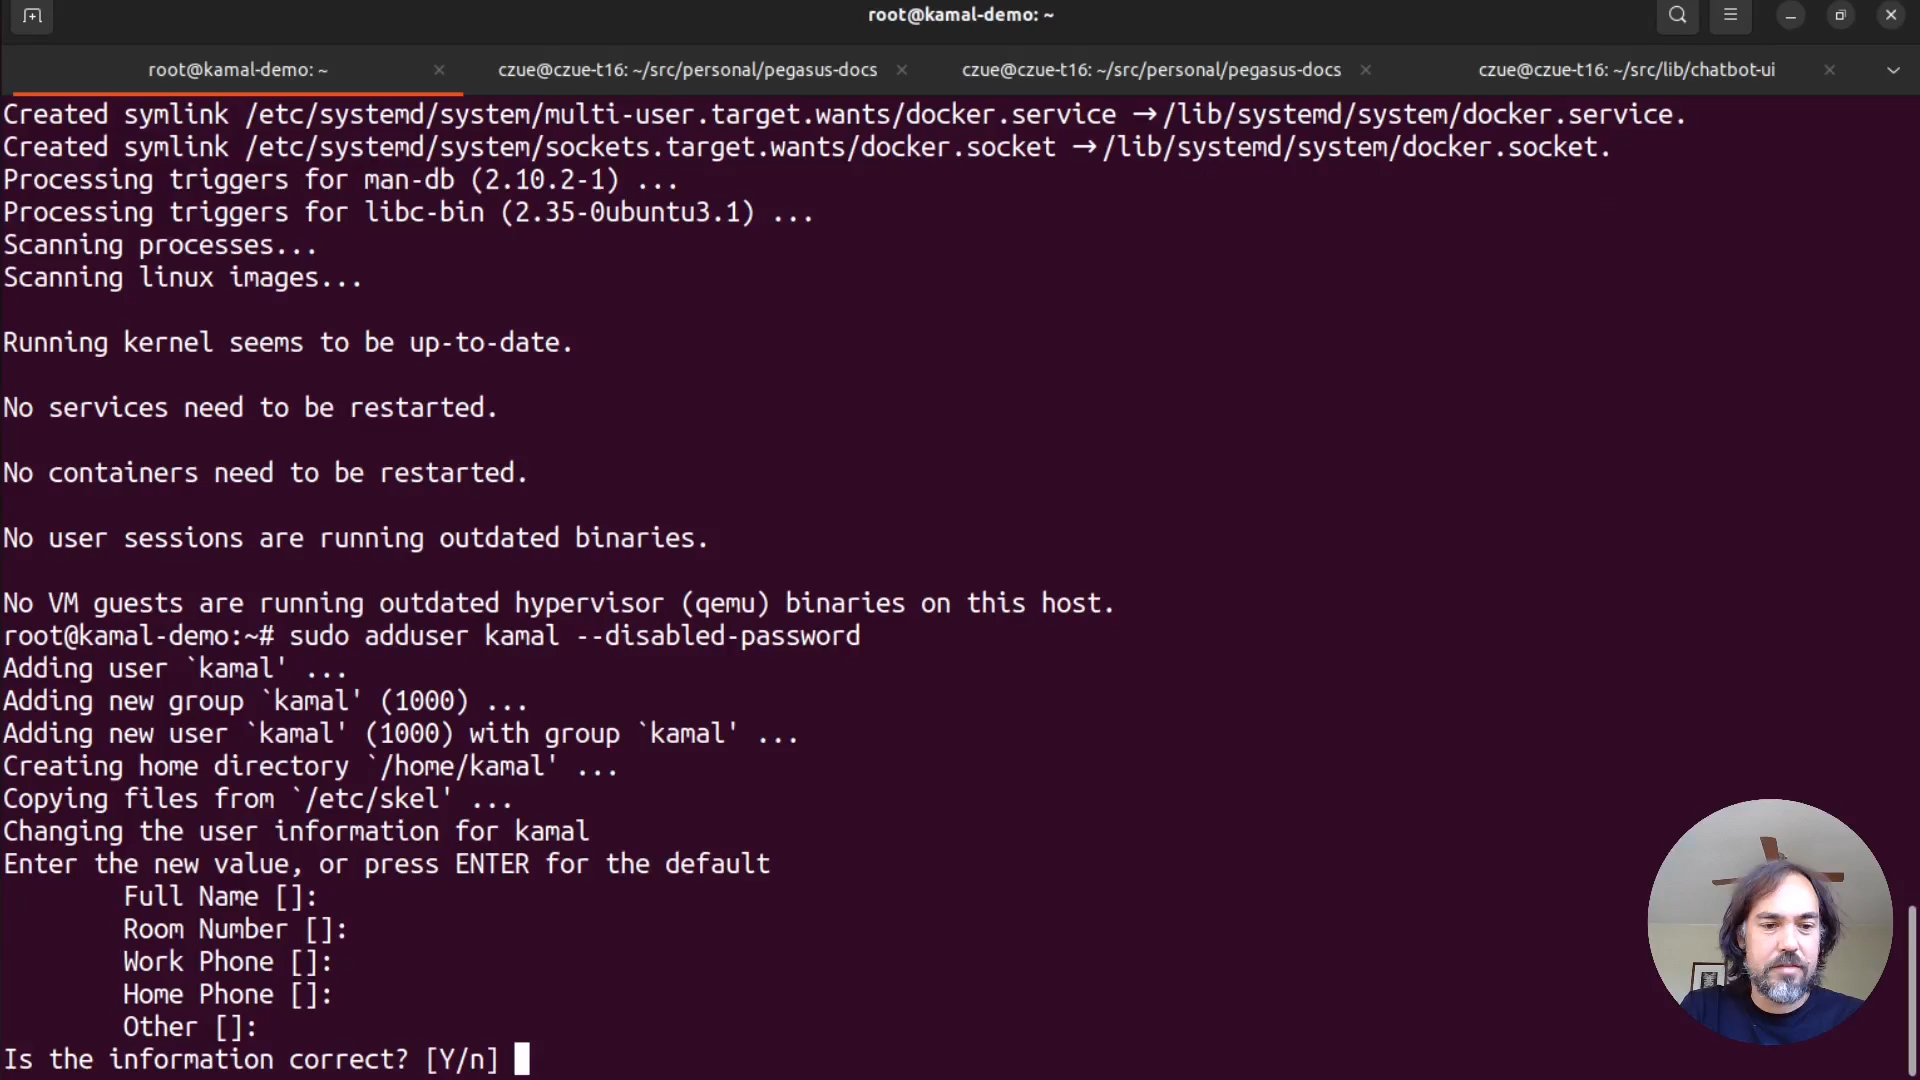 root@kamal-demo: ~
root@kamal-demo: ~
czue@czue-t16: ~/src/personal/pegasus-docs
czue@czue-t16: ~/src/personal/pegasus-docs
czue@czue-t16: ~/src/lib/chatbot-ui
Created symlink /etc/systemd/system/multi-user.target.wants/docker.service → /lib/systemd/system/docker.service.
Created symlink /etc/systemd/system/sockets.target.wants/docker.socket → /lib/systemd/system/docker.socket.
Processing triggers for man-db (2.10.2-1) ...
Processing triggers for libc-bin (2.35-0ubuntu3.1) ...
Scanning processes...
Scanning linux images...
Running kernel seems to be up-to-date.
No services need to be restarted.
No containers need to be restarted.
No user sessions are running outdated binaries.
No VM guests are running outdated hypervisor (qemu) binaries on this host.
root@kamal-demo:~# sudo adduser kamal --disabled-password
Adding user `kamal' ...
Adding new group `kamal' (1000) ...
Adding new user `kamal' (1000) with group `kamal' ...
Creating home directory `/home/kamal' ...
Copying files from `/etc/skel' ...
Changing the user information for kamal
Enter the new value, or press ENTER for the default
Full Name []:
Room Number []:
Work Phone []:
Home Phone []:
Other []:
Is the information correct? [Y/n]